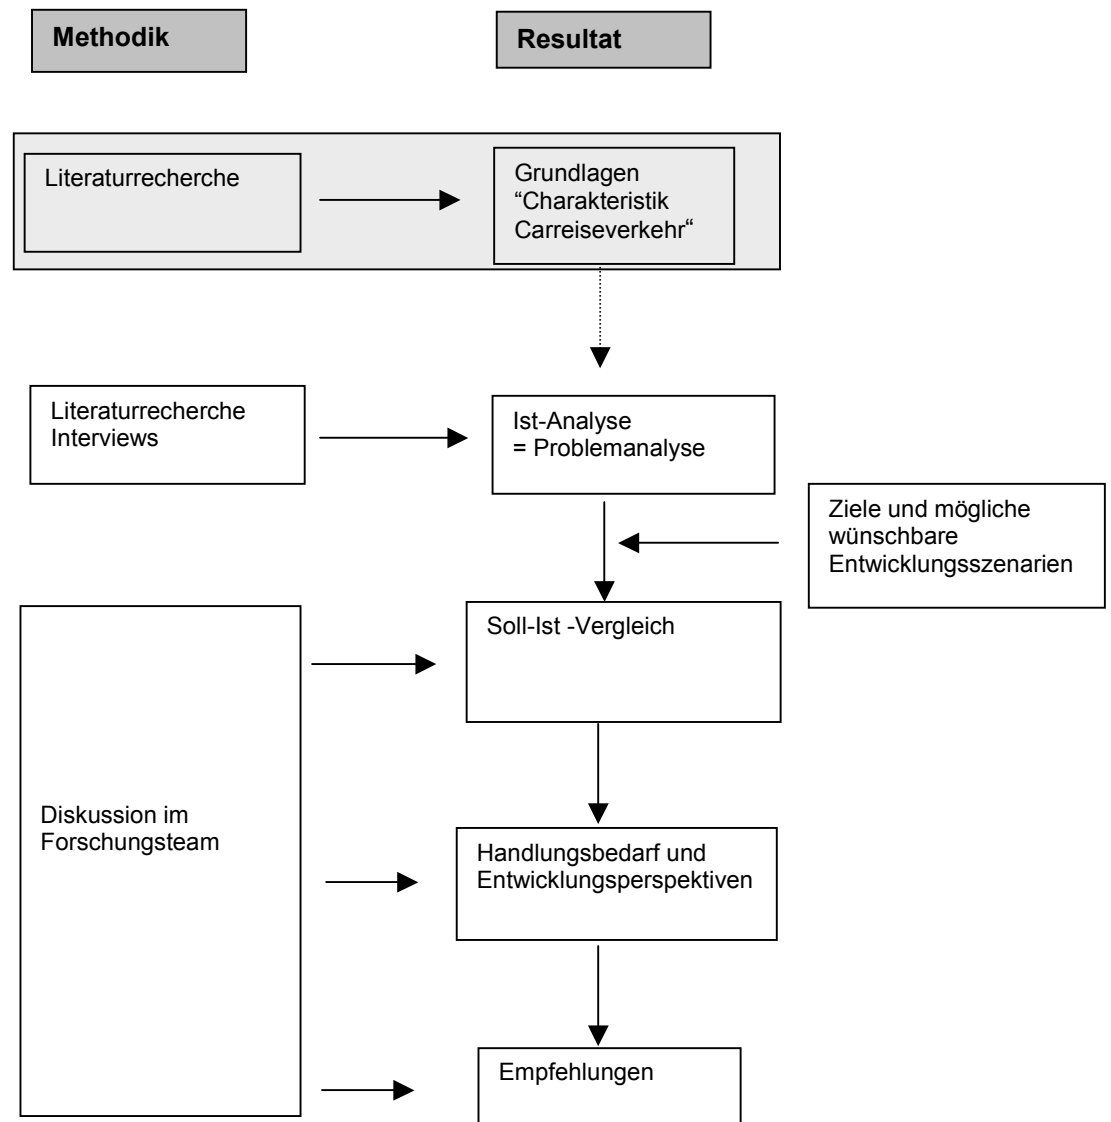 Methodik
Resultat
Literaturrecherche
Grundlagen
“Charakteristik
Carreiseverkehr“
Literaturrecherche
Interviews
Ist-Analyse
= Problemanalyse
Ziele und mögliche
wünschbare
Entwicklungsszenarien
Soll-Ist -Vergleich
Diskussion im
Forschungsteam
Handlungsbedarf und
Entwicklungsperspektiven
Empfehlungen